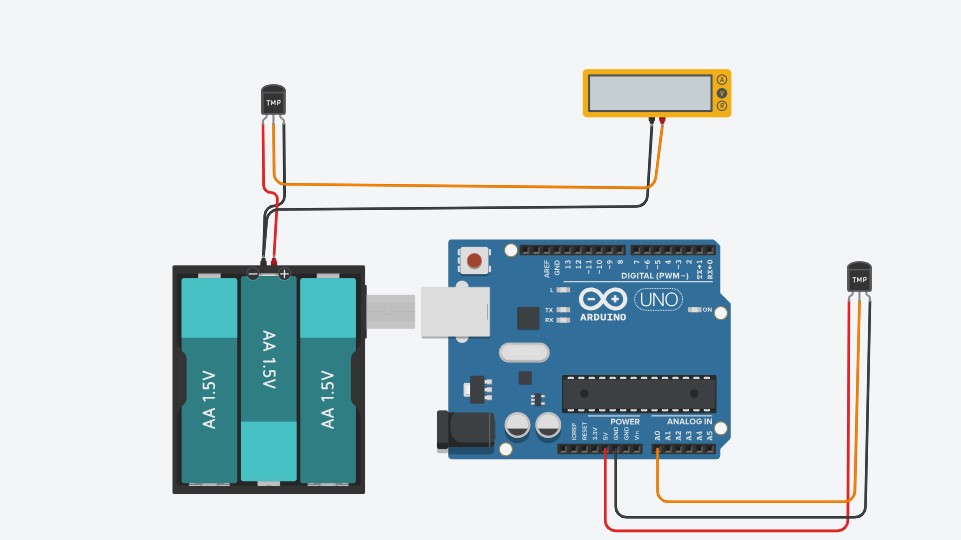 TMP
A
V
R
AA 1.5V
AA 1.5V
AA 1.5V
AREF
GND
13
12
~11
~10
~9
8
7
~6
~5
4
~3
2
TX→1
RX←0
DIGITAL (PWM~)
L
TX
RX
ARDUINO
UNO
ON
TMP
POWER
ANALOG IN
IOREF
RESET
3.3V
5V
GND
GND
Vin
A0
A1
A2
A3
A4
A5